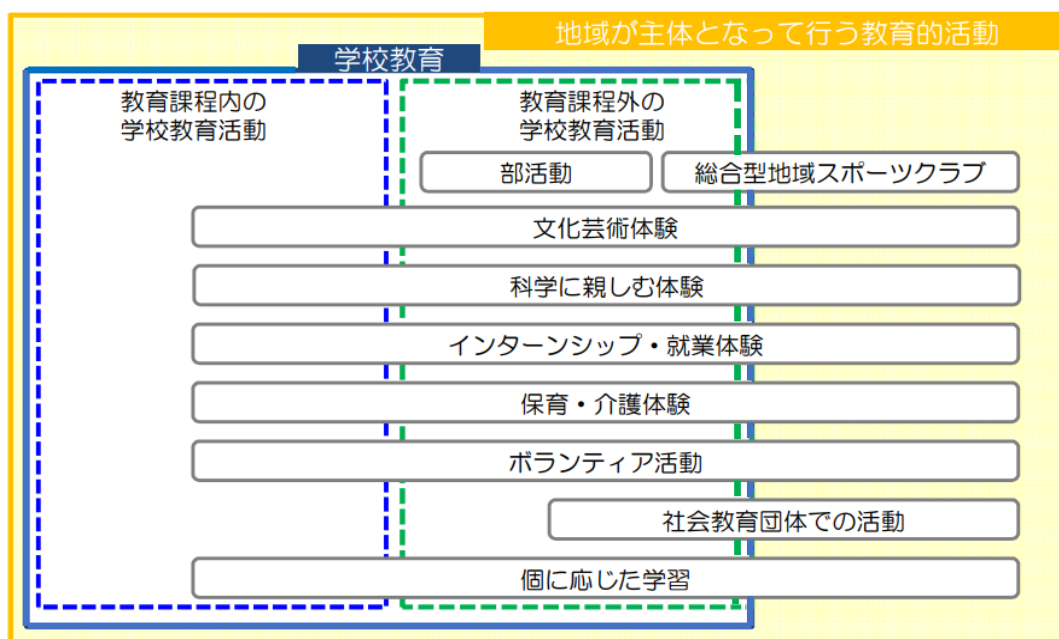 地域が主体となって行う教育的活動
学校教育
教育課程内の
学校教育活動
教育課程外の
学校教育活動
部活動
総合型地域スポーツクラブ
文化芸術体験
科学に親しむ体験
インターンシップ・就業体験
保育・介護体験
ボランティア活動
社会教育団体での活動
個に応じた学習